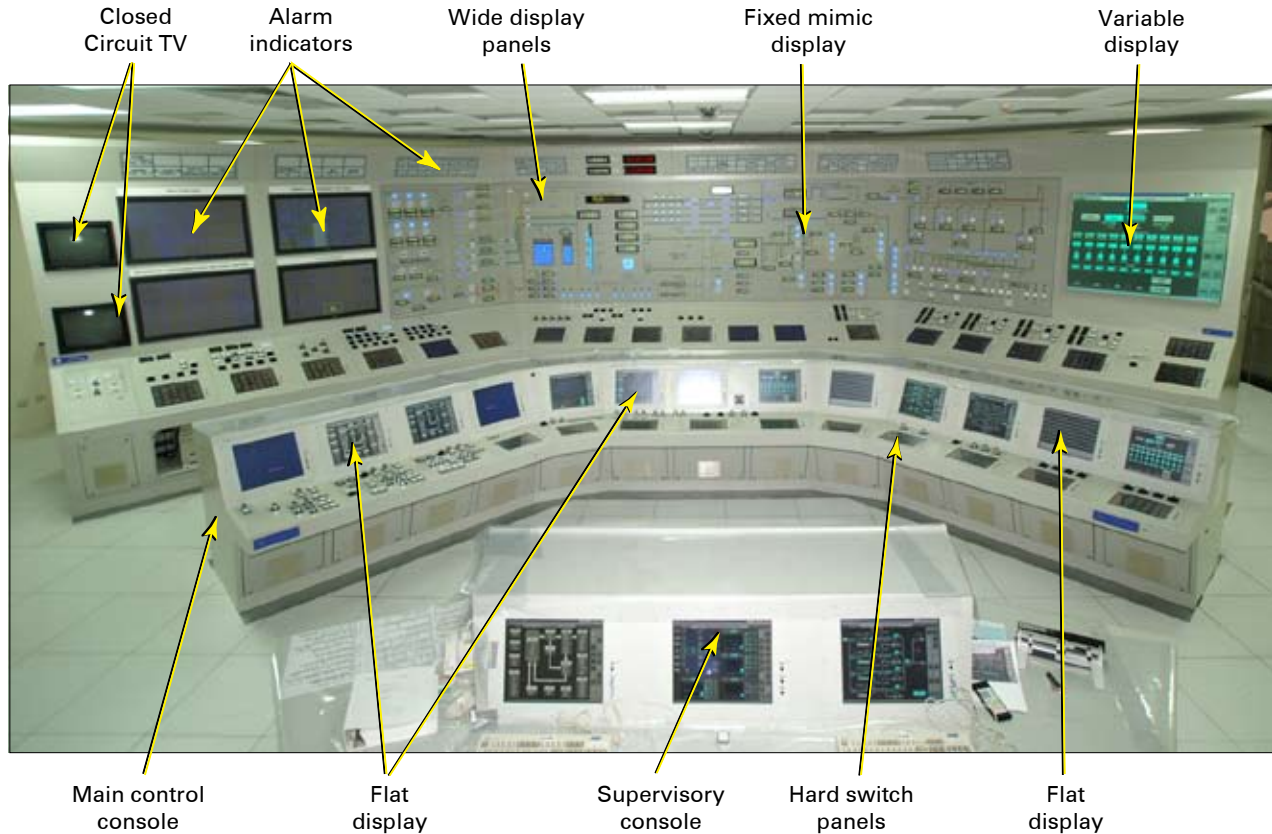 Closed
Circuit TV
Alarm
indicators
Wide display
panels
Fixed mimic
display
Variable
display
Main control
console
Flat
display
Supervisory
console
Hard switch
panels
Flat
display